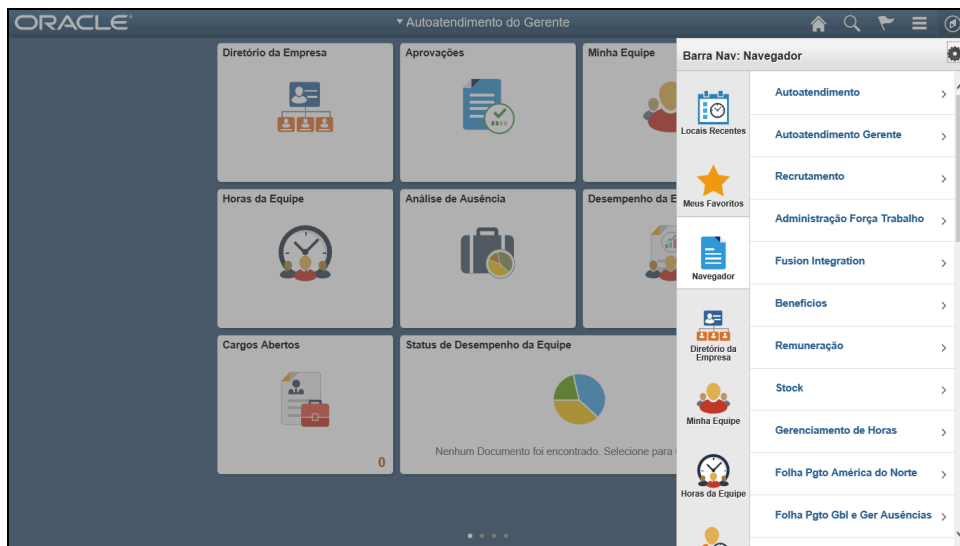 ORACLE
Autoatendimento do Gerente
Diretório da Empresa
Aprovações
Minha Equipe
Horas da Equipe
Análise de Ausência
Desempenho da E
Cargos Abertos
0
Status de Desempenho da Equipe
Nenhum Documento foi encontrado. Selecione para
Barra Nav: Navegador
Locais Recentes
Meus Favoritos
Navegador
Diretório da
Empresa
Minha Equipe
Horas da Equipe
Autoatendimento
Autoatendimento Gerente
Recrutamento
Administração Força Trabalho
Fusion Integration
Benefícios
Remuneração
Stock
Gerenciamento de Horas
Folha Pgto América do Norte
Folha Pgto Gbl e Ger Ausências